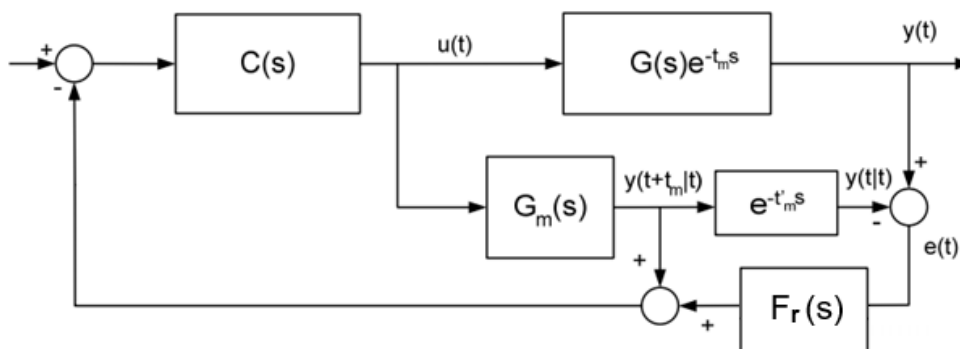 +
-
C(s)
u(t)
G(s)e^{-t_m s}
y(t)
G_m(s)
y(t+t_m|t)
e^{-t'_m s}
y(t|t)
+
-
e(t)
+
+
F_r(s)